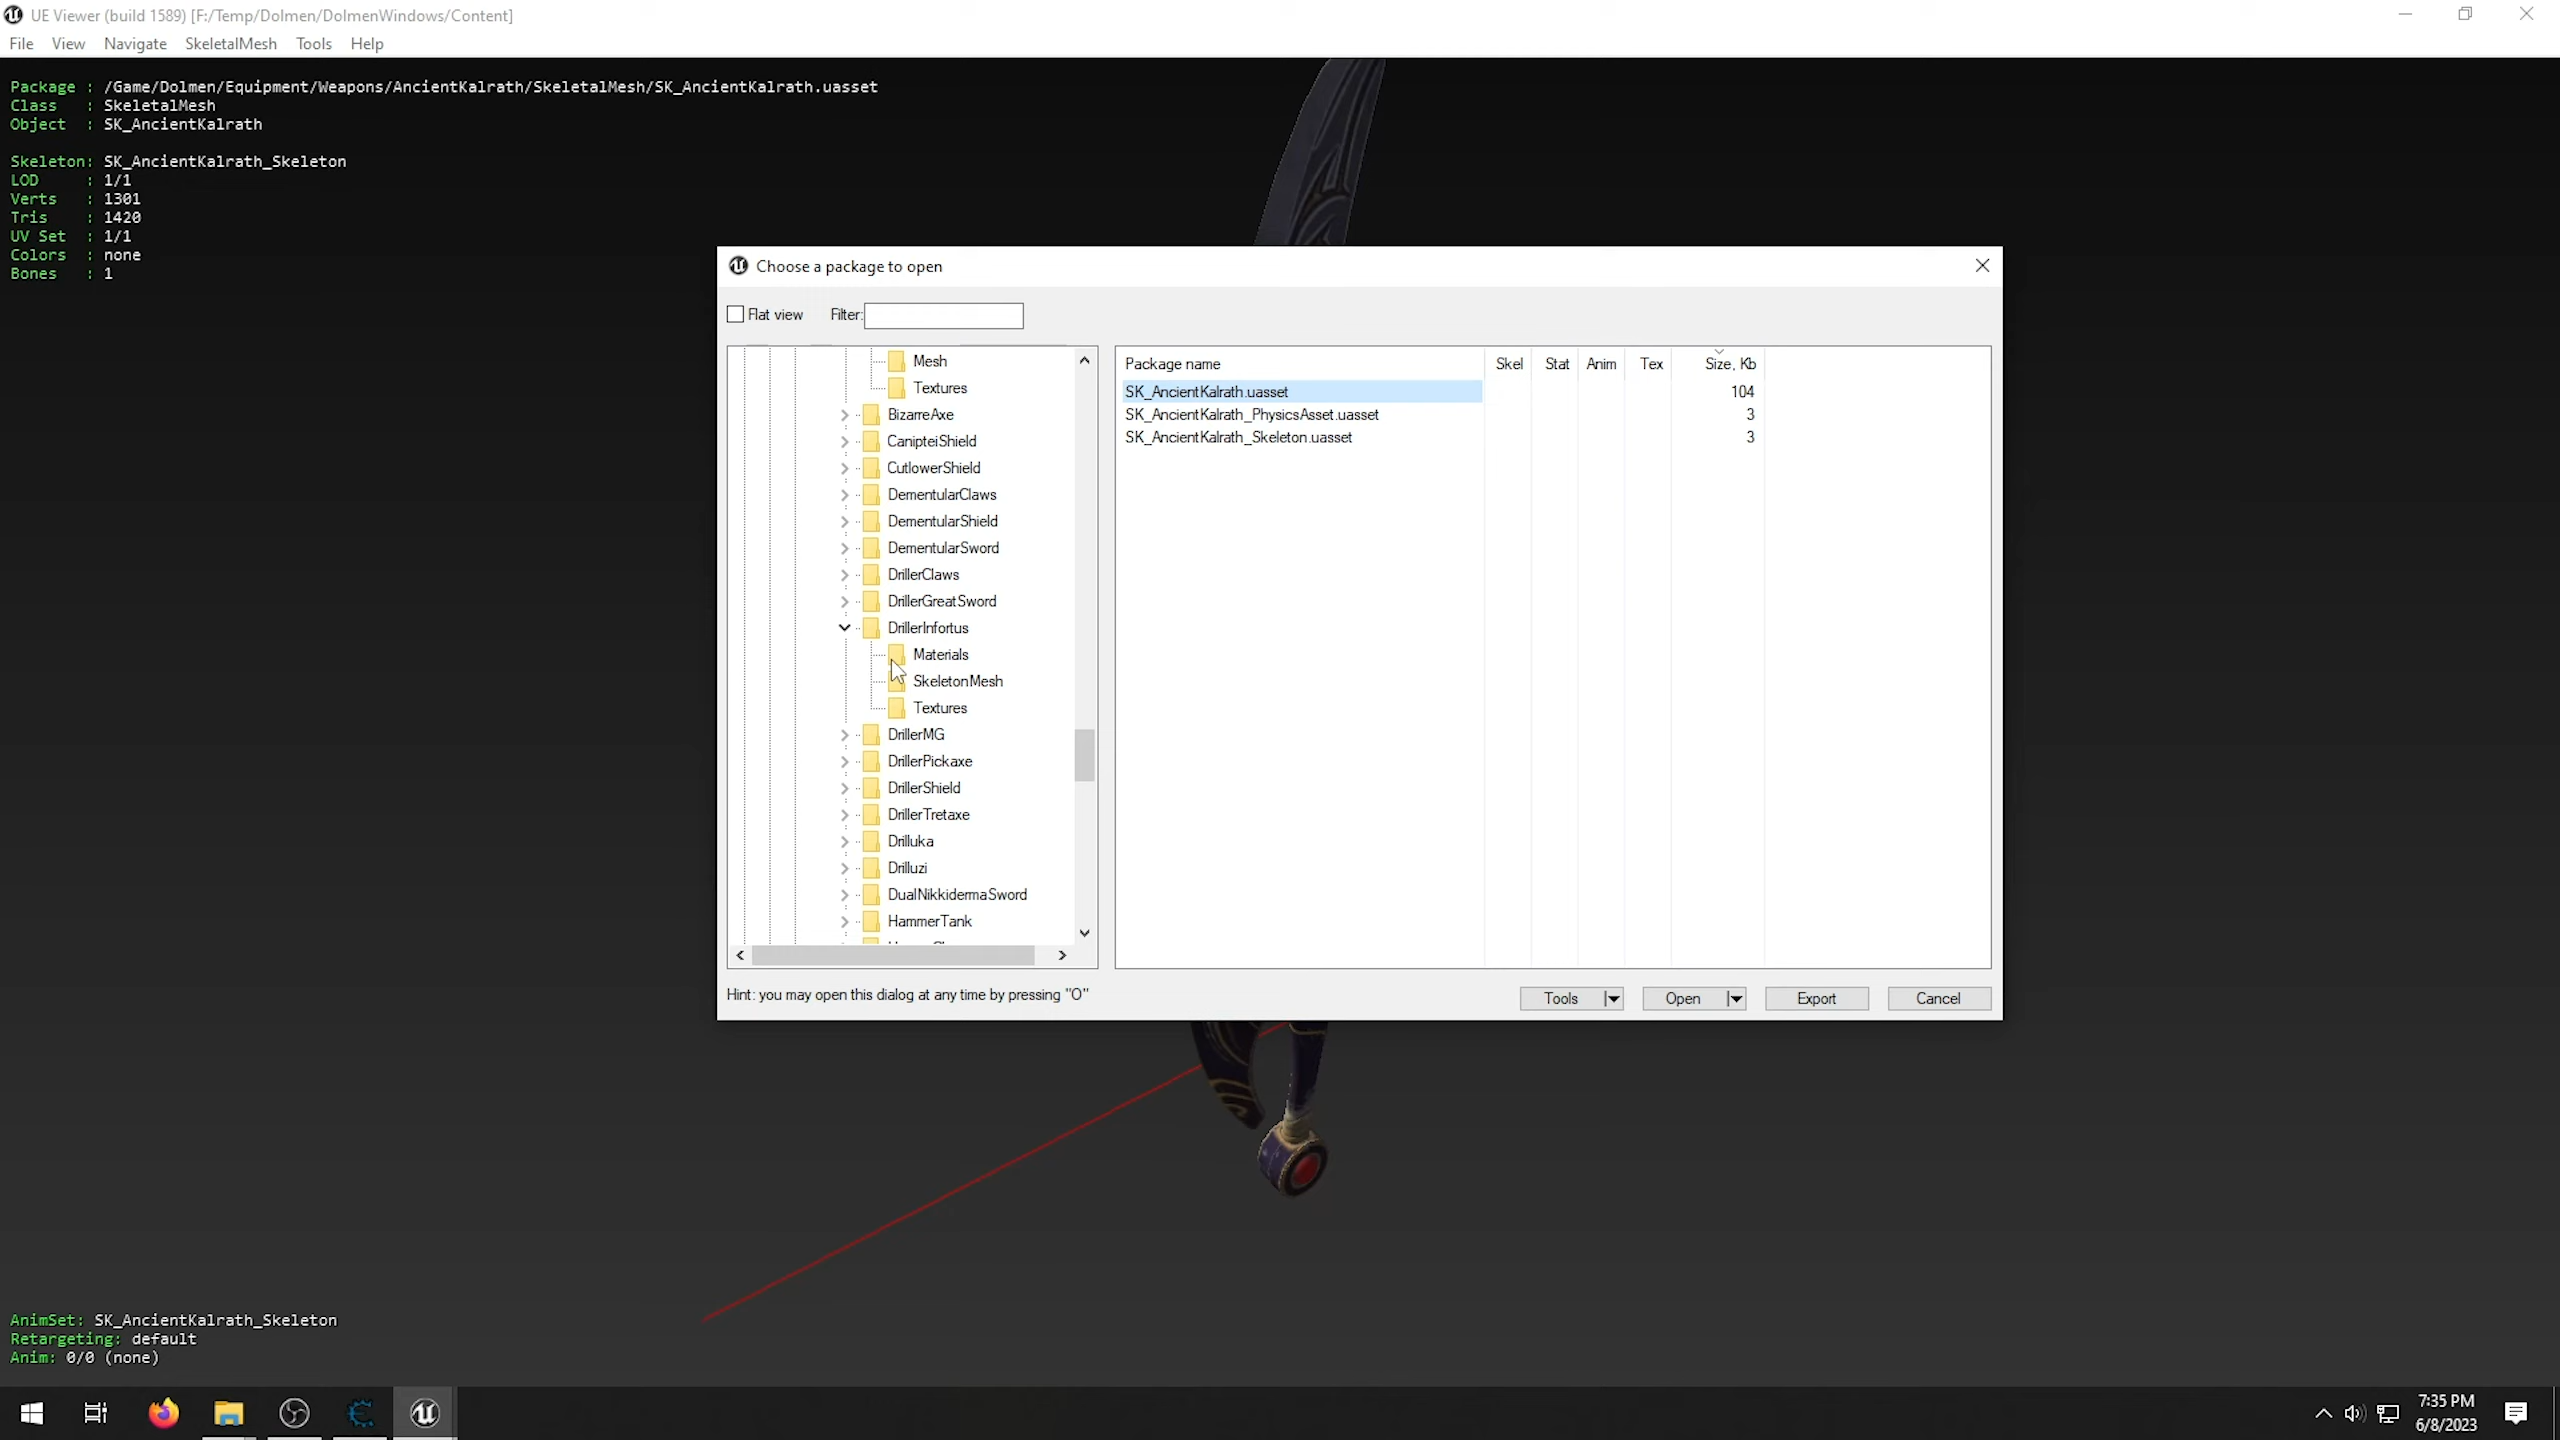 UE Viewer (build 1589) [F:/Temp/Dolmen/DolmenWindows/Content]
File View Navigate SkeletalMesh Tools Help
Package : /Game/Dolmen/Equipment/Weapons/AncientKalrath/SkeletalMesh/SK_AncientKalrath.uasset
Class : SkeletalMesh
Object : SK_AncientKalrath
Skeleton: SK_AncientKalrath_Skeleton
LOD : 1/1
Verts : 1301
Tris : 1420
UV Set : 1/1
Colors : none
Bones : 1
Choose a package to open
Flat view Filter:
Mesh
Textures
BizarreAxe
CanipteiShield
CutlowerShield
DementularClaws
DementularShield
DementularSword
DrillerClaws
DrillerGreatSword
DrillerInfortus
Materials
SkeletonMesh
Textures
DrillerMG
DrillerPickaxe
DrillerShield
DrillerTretaxe
Drilluka
Drilluzi
DualNikkidermaSword
HammerTank
Package name Skel Stat Anim Tex Size, Kb
SK_AncientKalrath.uasset 104
SK_AncientKalrath_PhysicsAsset.uasset 3
SK_AncientKalrath_Skeleton.uasset 3
Hint: you may open this dialog at any time by pressing "O"
Tools Open Export Cancel
AnimSet: SK_AncientKalrath_Skeleton
Retargeting: default
Anim: 0/0 (none)
7:35 PM
6/8/2023